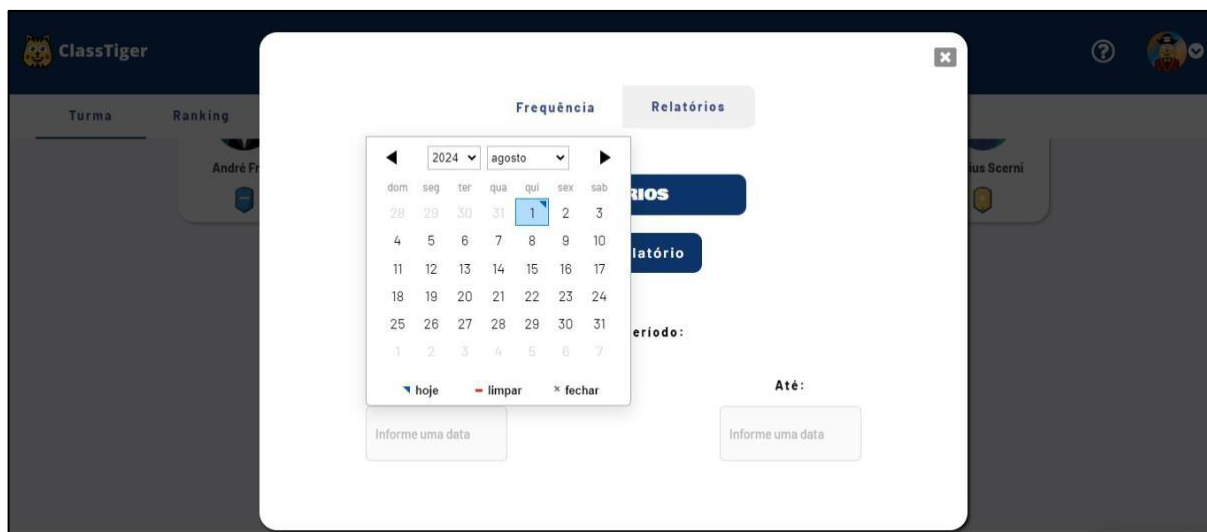 ClassTiger
Frequência Relatórios
Turma Ranking
2024 agosto
André Fr
ius Scerni
dom seg ter qua qui sex sab
RIOS
28 29 30 31 1 2 3
4 5 6 7 8 9 10
latório
11 12 13 14 15 16 17
18 19 20 21 22 23 24
25 26 27 28 29 30 31
eríodo:
1 2 3 4 5 6 7
hoje limpar × fechar
Até:
Informe uma data Informe uma data